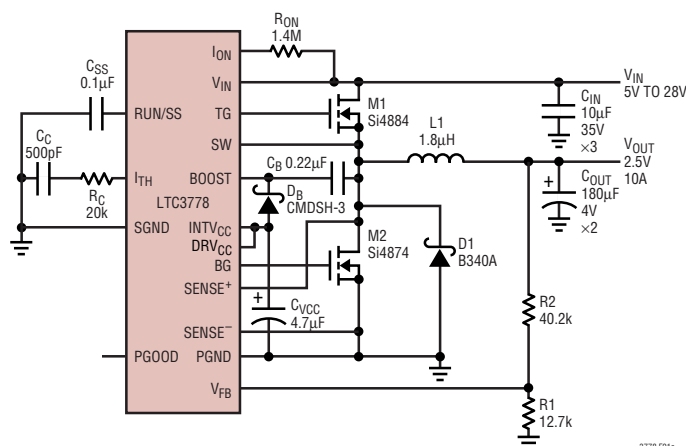 R_ON
1.4M
I_ON
V_IN
V_IN
5V TO 28V
C_SS
0.1µF
RUN/SS
TG
M1
Si4884
C_IN
10µF
35V
×3
SW
L1
1.8µH
V_OUT
2.5V
10A
C_C
500pF
I_TH
R_C
20k
BOOST
C_B 0.22µF
D_B
CMDSH-3
C_OUT
180µF
4V
×2
LTC3778
SGND
INTV_CC
DRV_CC
BG
M2
Si4874
D1
B340A
SENSE+
C_VCC
4.7µF
R2
40.2k
SENSE–
PGOOD
PGND
V_FB
R1
12.7k
+
+